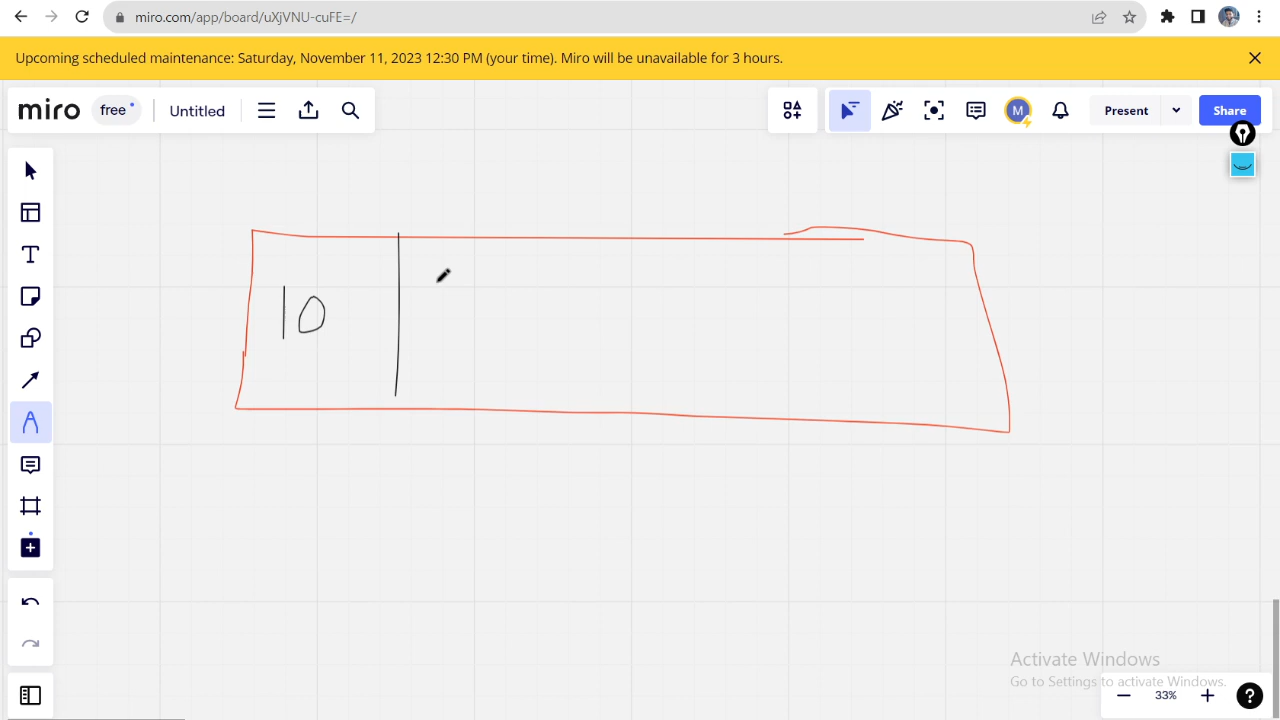 miro.com/app/board/uXjVNU-cuFE=/
Upcoming scheduled maintenance: Saturday, November 11, 2023 12:30 PM (your time). Miro will be unavailable for 3 hours.
miro free Untitled M Present Share
10
Activate Windows
Go to Settings to activate Windows.
33%